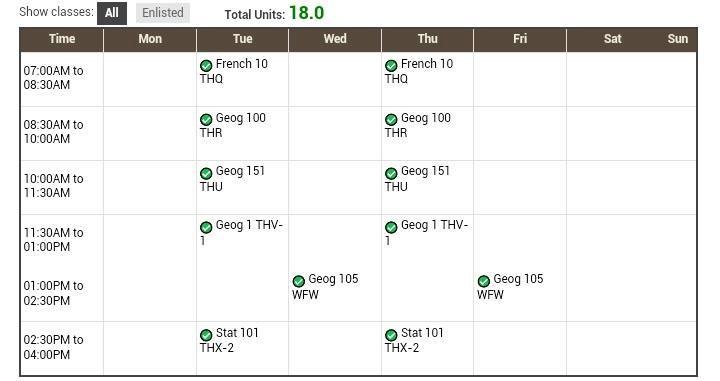 Show classes: All Enlisted Total Units: 18.0
Time Mon Tue Wed Thu Fri Sat Sun
07:00AM to
08:30AM
French 10
THQ
French 10
THQ
08:30AM to
10:00AM
Geog 100
THR
Geog 100
THR
10:00AM to
11:30AM
Geog 151
THU
Geog 151
THU
11:30AM to
01:00PM
Geog 1 THV-
1
Geog 1 THV-
1
01:00PM to
02:30PM
Geog 105
WFW
Geog 105
WFW
02:30PM to
04:00PM
Stat 101
THX-2
Stat 101
THX-2